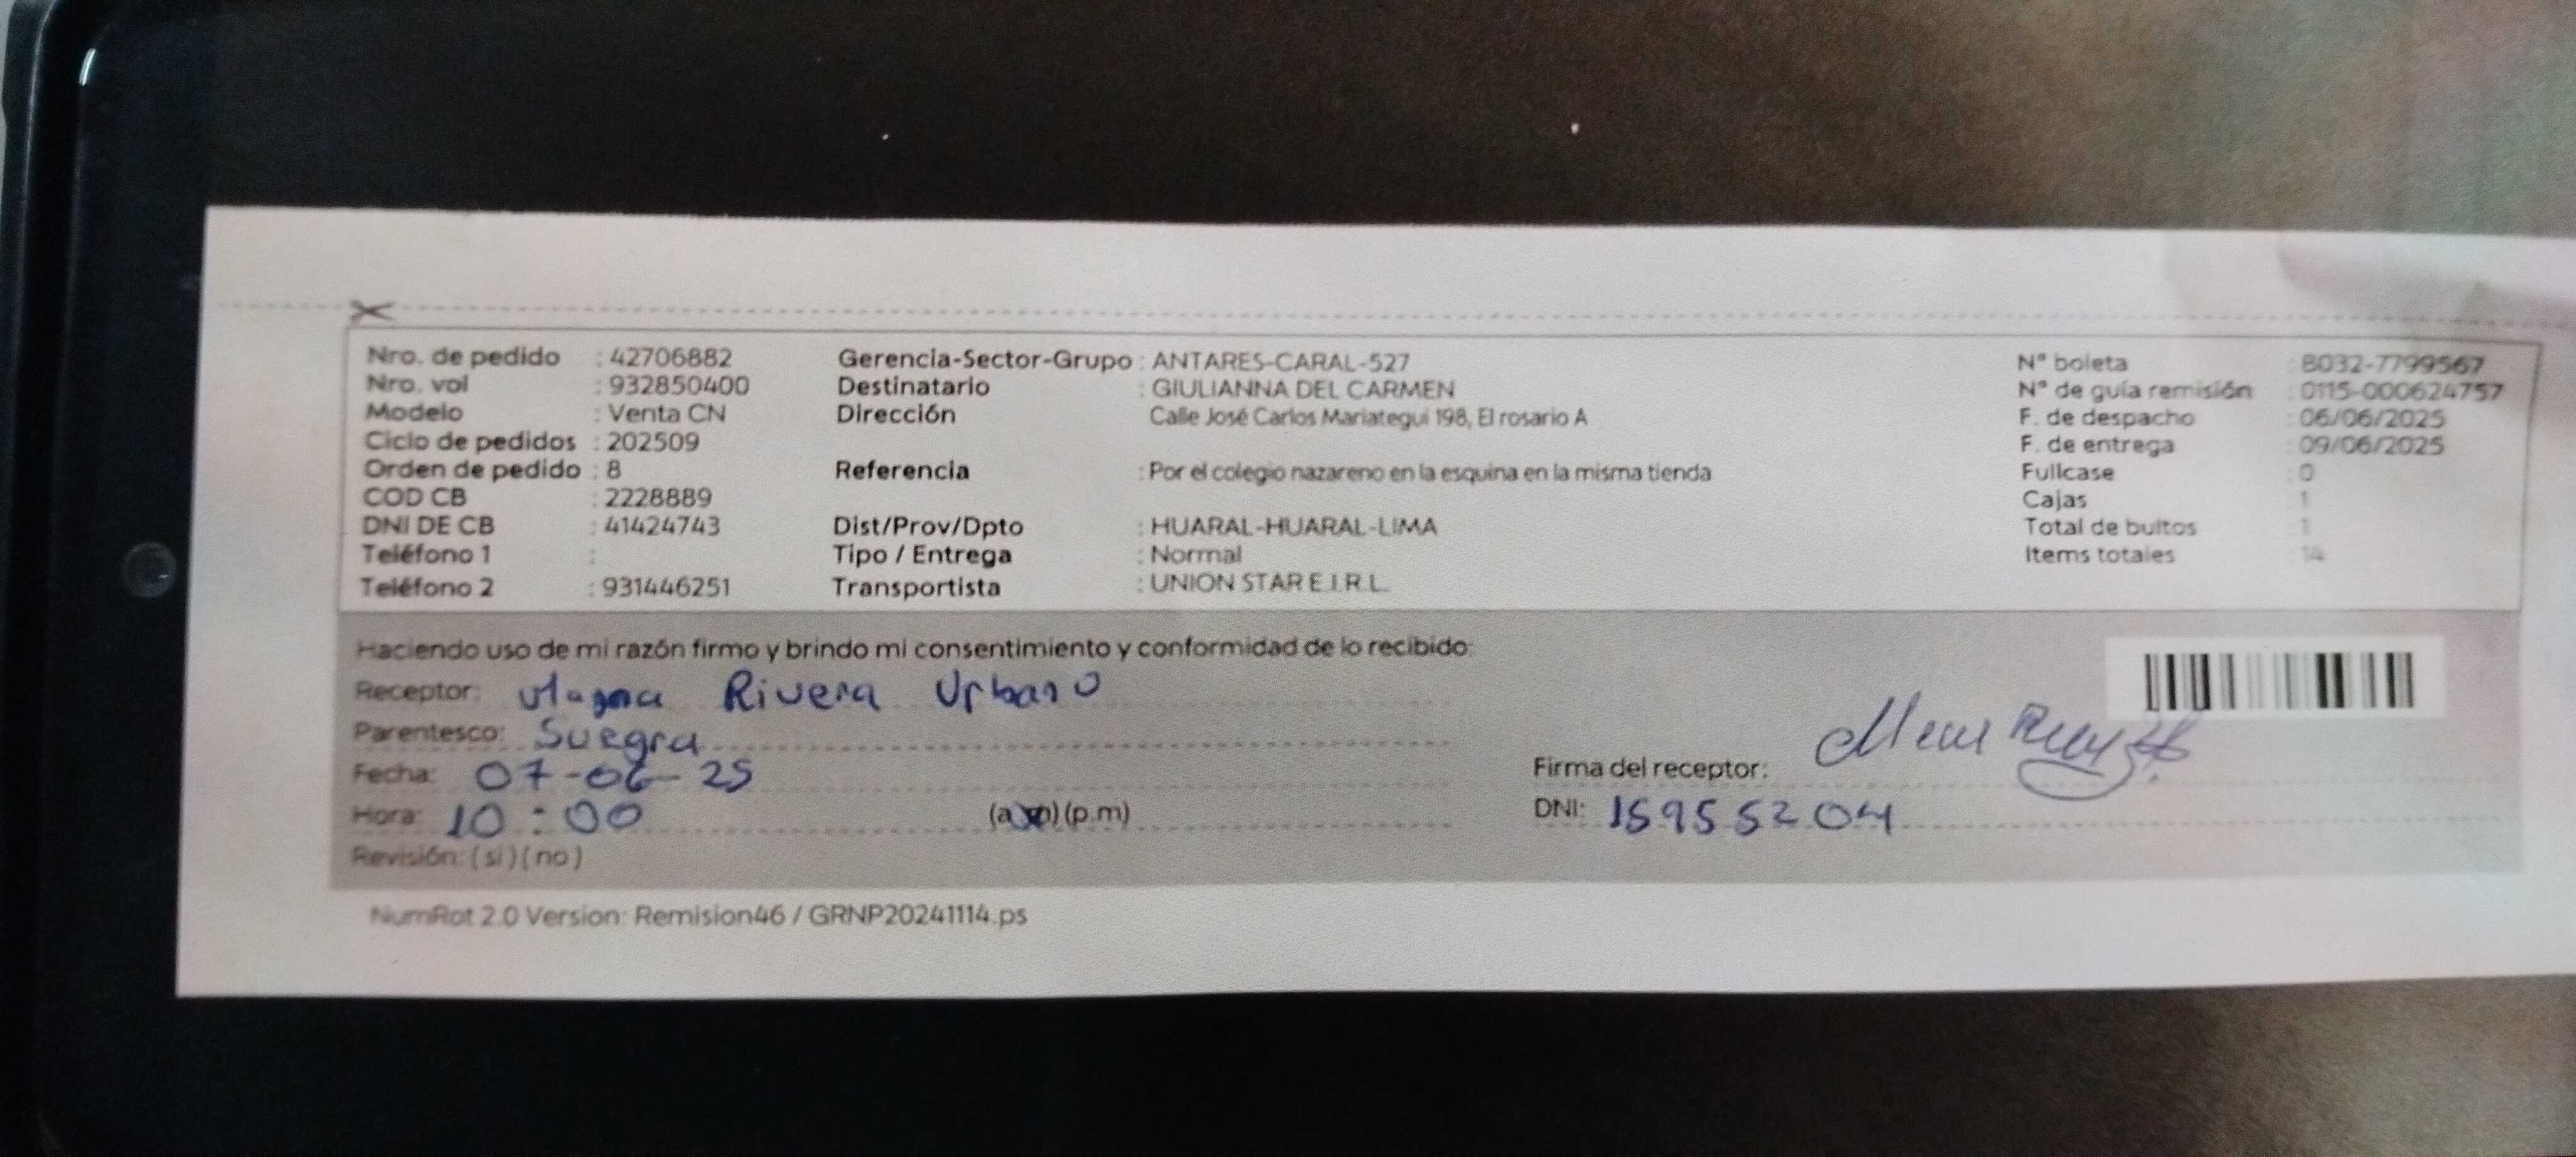 Nro. de pedido : 42706882 Gerencia-Sector-Grupo : ANTARES-CARAL-527 N° boleta : B032-7799567
Nro. vol : 932850400 Destinatario : GIULIANNA DEL CARMEN N° de guía remisión : 0115-000624757
Modelo : Venta CN Dirección Calle José Carlos Mariategui 198, El rosario A F. de despacho : 06/06/2025
Ciclo de pedidos : 202509 F. de entrega : 09/06/2025
Orden de pedido : 8 Referencia : Por el colegio nazareno en la esquina en la misma tienda Fullcase : 0
COD CB : 2228889 Cajas : 1
DNI DE CB : 41424743 Dist/Prov/Dpto : HUARAL-HUARAL-LIMA Total de bultos : 1
Teléfono 1 : Tipo / Entrega : Normal Items totales : 14
Teléfono 2 : 931446251 Transportista : UNION STAR E.I.R.L.
Haciendo uso de mi razón firmo y brindo mi consentimiento y conformidad de lo recibido:
Receptor: Rivera Urbano
Parentesco: Suegra
Fecha: 07-06-25 Firma del receptor:
Hora: 10:00 (a.m) (p.m) DNI: 15955204
Revisión: (si) (no)
NumRot 2.0 Version: Remision46 / GRNP20241114.ps